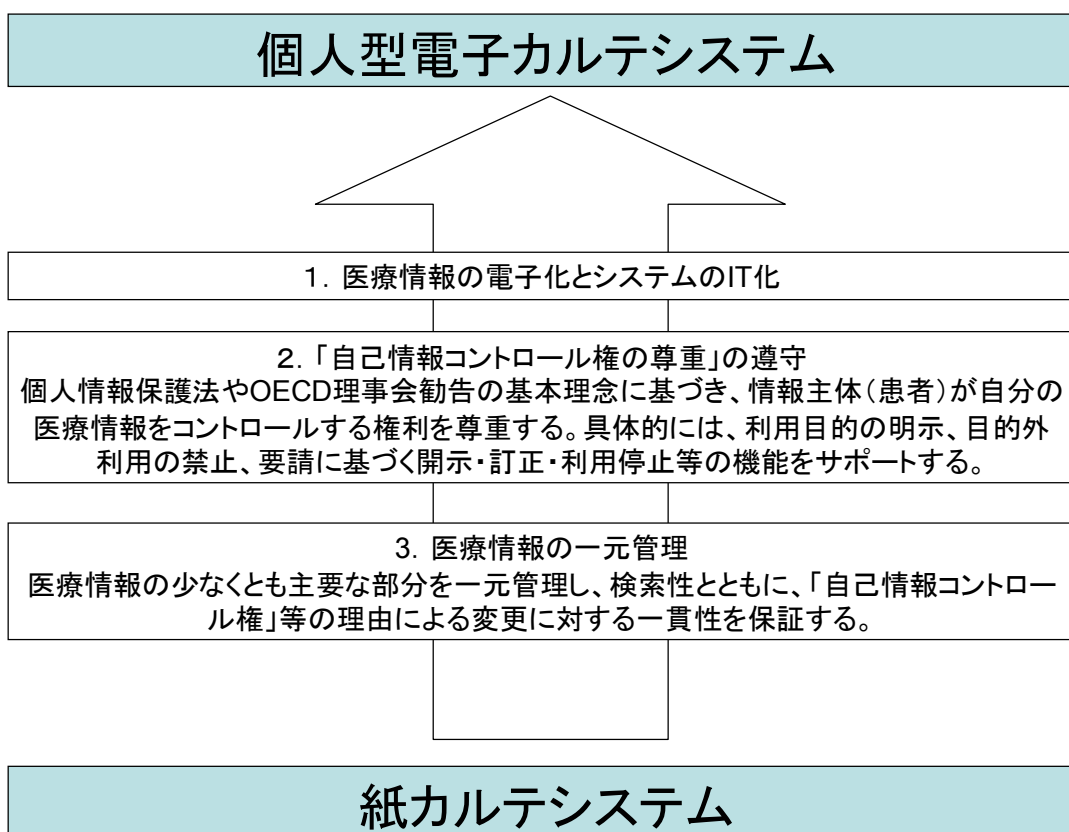 個人型電子カルテシステム
1．医療情報の電子化とシステムのIT化
2．「自己情報コントロール権の尊重」の遵守
個人情報保護法やOECD理事会勧告の基本理念に基づき、情報主体（患者）が自分の
医療情報をコントロールする権利を尊重する。具体的には、利用目的の明示、目的外
利用の禁止、要請に基づく開示・訂正・利用停止等の機能をサポートする。
3．医療情報の一元管理
医療情報の少なくとも主要な部分を一元管理し、検索性とともに、「自己情報コントロー
ル権」等の理由による変更に対する一貫性を保証する。
紙カルテシステム